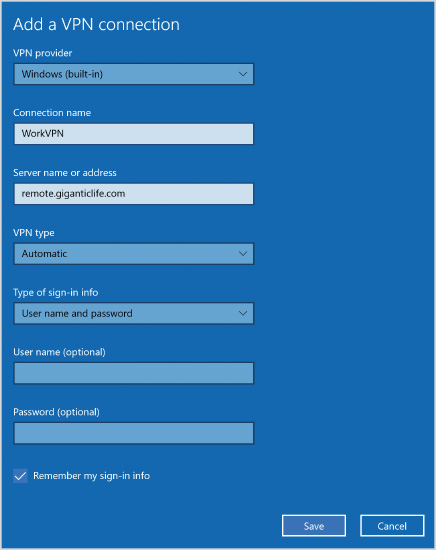 Add a VPN connection
VPN provider
Windows (built-in)
Connection name
WorkVPN
Server name or address
remote.giganticlife.com
VPN type
Automatic
Type of sign-in info
User name and password
User name (optional)
Password (optional)
Remember my sign-in info
Save Cancel